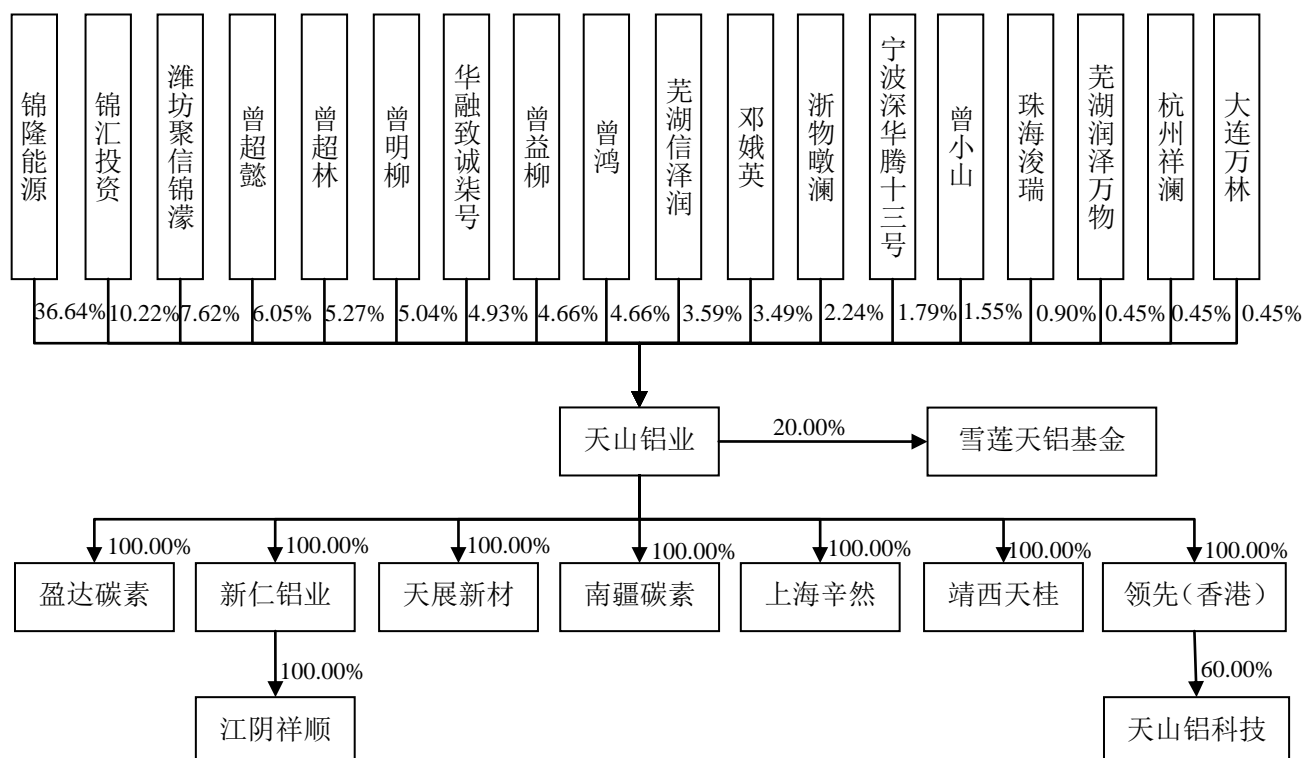 锦隆能源
锦汇投资
潍坊聚信锦濛
曾超懿
曾超林
曾明柳
华融致诚柒号
曾益柳
曾鸿
芜湖信泽润
邓娥英
浙物暾澜
宁波深华腾十三号
曾小山
珠海浚瑞
芜湖润泽万物
杭州祥澜
大连万林
36.64%
10.22%
7.62%
6.05%
5.27%
5.04%
4.93%
4.66%
4.66%
3.59%
3.49%
2.24%
1.79%
1.55%
0.90%
0.45%
0.45%
0.45%
天山铝业
20.00%
雪莲天铝基金
100.00%
100.00%
100.00%
100.00%
100.00%
100.00%
100.00%
盈达碳素
新仁铝业
天展新材
南疆碳素
上海辛然
靖西天桂
领先（香港）
100.00%
60.00%
江阴祥顺
天山铝科技